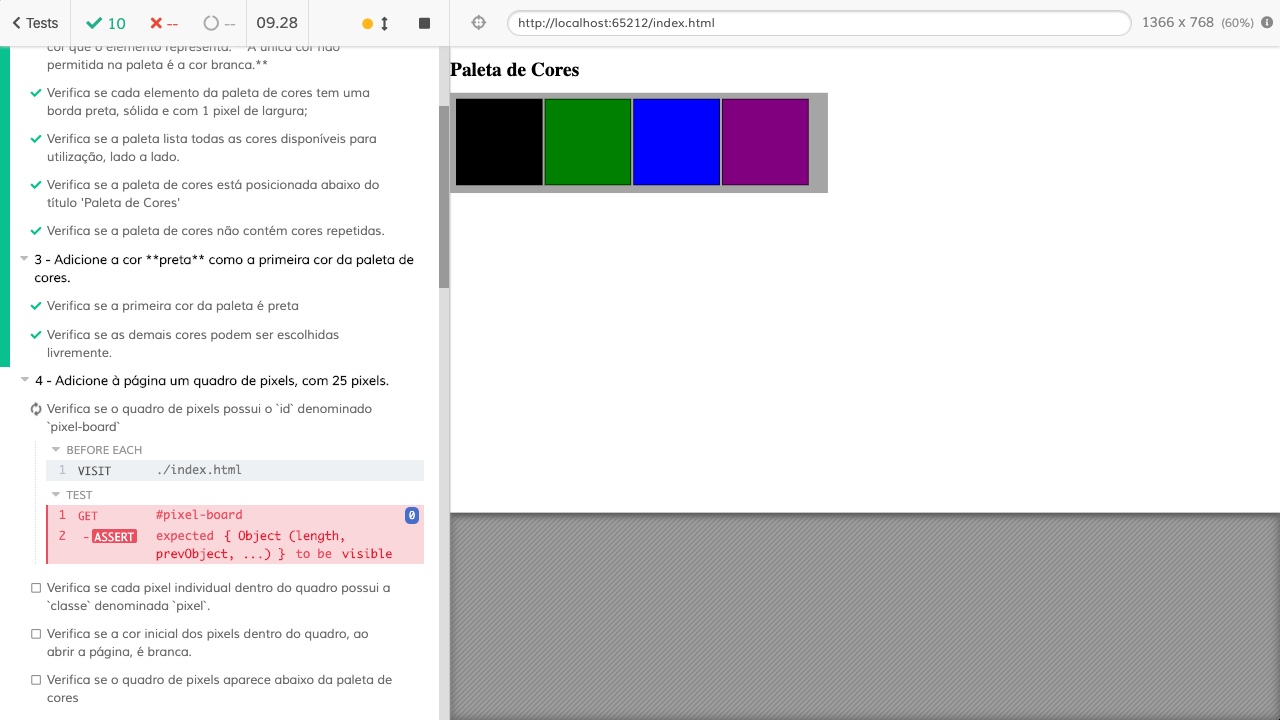 Tests
10
--
--
09.28
http://localhost:65212/index.html
1366 x 768 (60%)
cor que o elemento representa. **A única cor não
permitida na paleta é a cor branca.**
Verifica se cada elemento da paleta de cores tem uma
borda preta, sólida e com 1 pixel de largura;
Verifica se a paleta lista todas as cores disponíveis para
utilização, lado a lado.
Verifica se a paleta de cores está posicionada abaixo do
título 'Paleta de Cores'
Verifica se a paleta de cores não contém cores repetidas.
3 - Adicione a cor **preta** como a primeira cor da paleta de
cores.
Verifica se a primeira cor da paleta é preta
Verifica se as demais cores podem ser escolhidas
livremente.
4 - Adicione à página um quadro de pixels, com 25 pixels.
Verifica se o quadro de pixels possui o `id` denominado
`pixel-board`
BEFORE EACH
1 VISIT ./index.html
TEST
1 GET #pixel-board 0
2 -ASSERT expected { Object (length,
prevObject, ...) } to be visible
Verifica se cada pixel individual dentro do quadro possui a
`classe` denominada `pixel`.
Verifica se a cor inicial dos pixels dentro do quadro, ao
abrir a página, é branca.
Verifica se o quadro de pixels aparece abaixo da paleta de
cores
Paleta de Cores